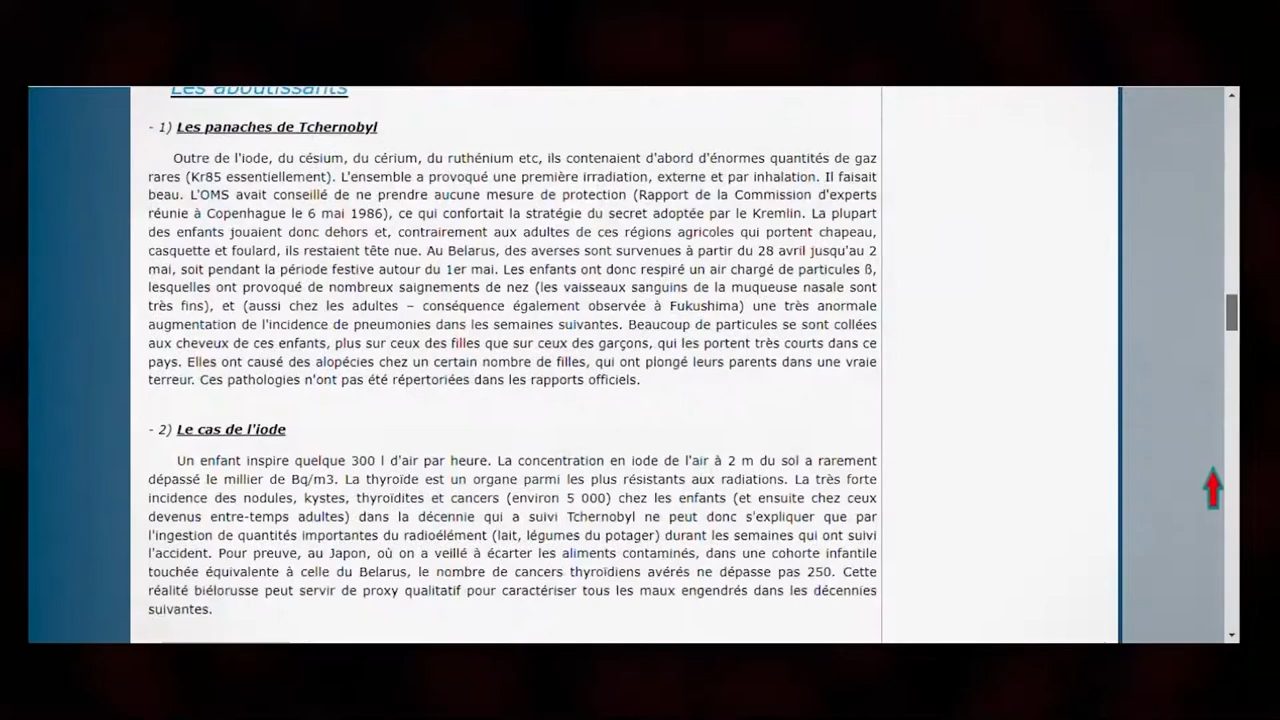 Les aboutissants
- 1) Les panaches de Tchernobyl
Outre de l'iode, du césium, du cérium, du ruthénium etc, ils contenaient d'abord d'énormes quantités de gaz
rares (Kr85 essentiellement). L'ensemble a provoqué une première irradiation, externe et par inhalation. Il faisait
beau. L'OMS avait conseillé de ne prendre aucune mesure de protection (Rapport de la Commission d'experts
réunie à Copenhague le 6 mai 1986), ce qui confortait la stratégie du secret adoptée par le Kremlin. La plupart
des enfants jouaient donc dehors et, contrairement aux adultes de ces régions agricoles qui portent chapeau,
casquette et foulard, ils restaient tête nue. Au Belarus, des averses sont survenues à partir du 28 avril jusqu'au 2
mai, soit pendant la période festive autour du 1er mai. Les enfants ont donc respiré un air chargé de particules ß,
lesquelles ont provoqué de nombreux saignements de nez (les vaisseaux sanguins de la muqueuse nasale sont
très fins), et (aussi chez les adultes – conséquence également observée à Fukushima) une très anormale
augmentation de l'incidence de pneumonies dans les semaines suivantes. Beaucoup de particules se sont collées
aux cheveux de ces enfants, plus sur ceux des filles que sur ceux des garçons, qui les portent très courts dans ce
pays. Elles ont causé des alopécies chez un certain nombre de filles, qui ont plongé leurs parents dans une vraie
terreur. Ces pathologies n'ont pas été répertoriées dans les rapports officiels.
- 2) Le cas de l'iode
Un enfant inspire quelque 300 l d'air par heure. La concentration en iode de l'air à 2 m du sol a rarement
dépassé le millier de Bq/m3. La thyroïde est un organe parmi les plus résistants aux radiations. La très forte
incidence des nodules, kystes, thyroïdites et cancers (environ 5 000) chez les enfants (et ensuite chez ceux
devenus entre-temps adultes) dans la décennie qui a suivi Tchernobyl ne peut donc s'expliquer que par
l'ingestion de quantités importantes du radioélément (lait, légumes du potager) durant les semaines qui ont suivi
l'accident. Pour preuve, au Japon, où on a veillé à écarter les aliments contaminés, dans une cohorte infantile
touchée équivalente à celle du Belarus, le nombre de cancers thyroïdiens avérés ne dépasse pas 250. Cette
réalité biélorusse peut servir de proxy qualitatif pour caractériser tous les maux engendrés dans les décennies
suivantes.